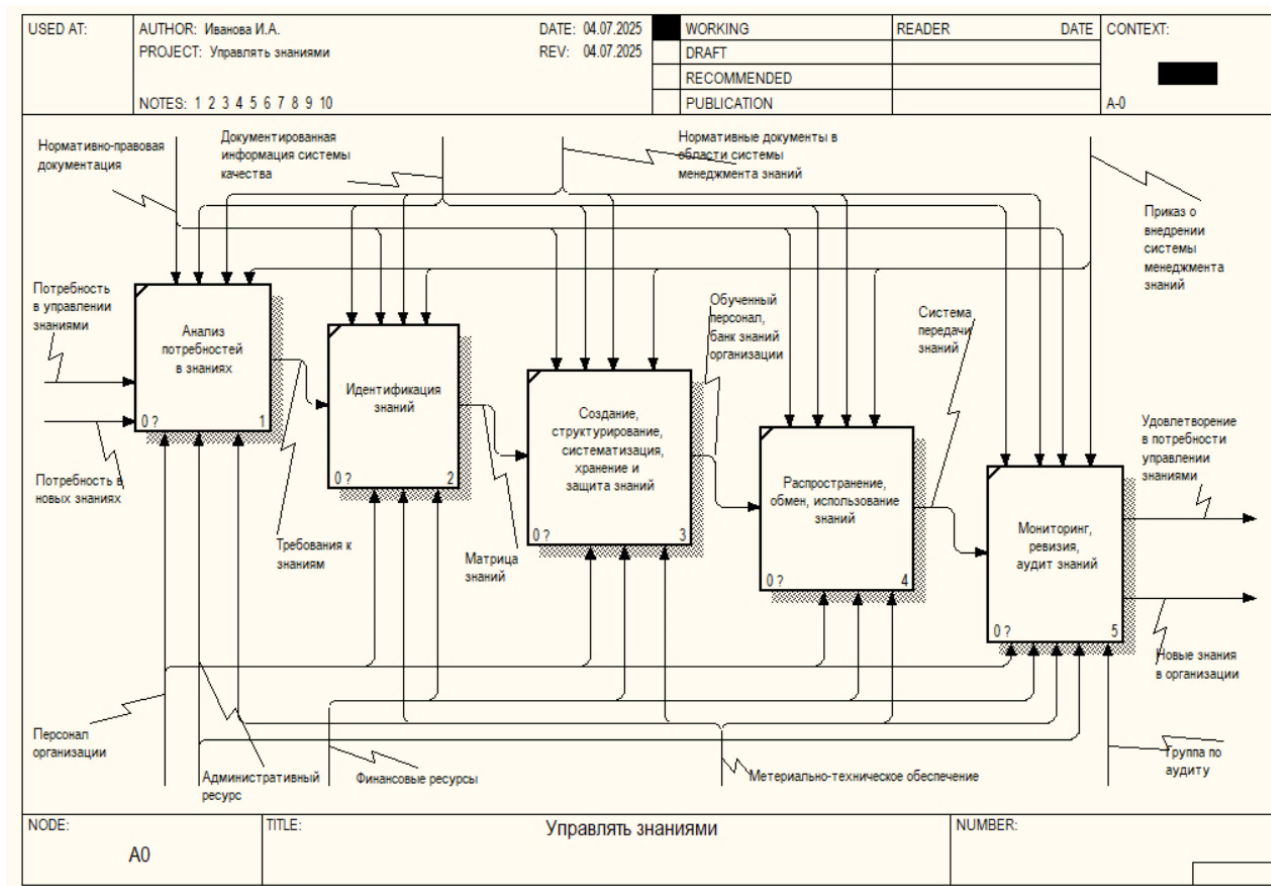 USED AT:
AUTHOR: Иванова И.А.
DATE: 04.07.2025
PROJECT: Управлять знаниями
REV: 04.07.2025
NOTES: 1 2 3 4 5 6 7 8 9 10
WORKING
DRAFT
RECOMMENDED
PUBLICATION
READER
DATE
CONTEXT:
A-0
Нормативно-правовая
документация
Документированная
информация системы
качества
Нормативные документы в
области системы
менеджмента знаний
Приказ о
внедрении
системы
менеджмента
знаний
Потребность
в управлении
знаниями
Потребность в
новых знаниях
Анализ
потребностей
в знаниях
0 ?
1
Требования к
знаниям
Идентификация
знаний
0 ?
2
Матрица
знаний
Создание,
структурирование,
систематизация,
хранение и
защита знаний
0 ?
3
Обученный
персонал,
банк знаний
организации
Распространение,
обмен, использование
знаний
0 ?
4
Система
передачи
знаний
Мониторинг,
ревизия,
аудит знаний
0 ?
5
Удовлетворение
в потребности
управлении
знаниями
Новые знания
в организации
Персонал
организации
Административный
ресурс
Финансовые ресурсы
Метериально-техническое обеспечение
Группа по
аудиту
NODE:
A0
TITLE:
Управлять знаниями
NUMBER: